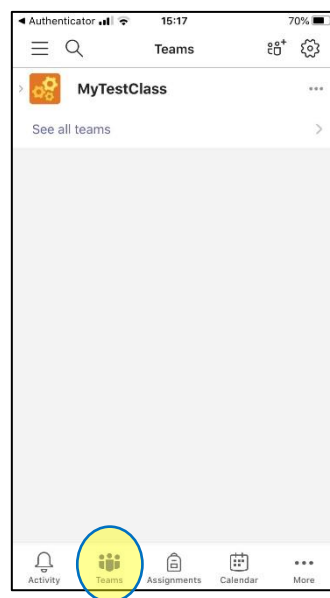 Authenticator 15:17 70%
Teams
MyTestClass
See all teams
Activity Teams Assignments Calendar More